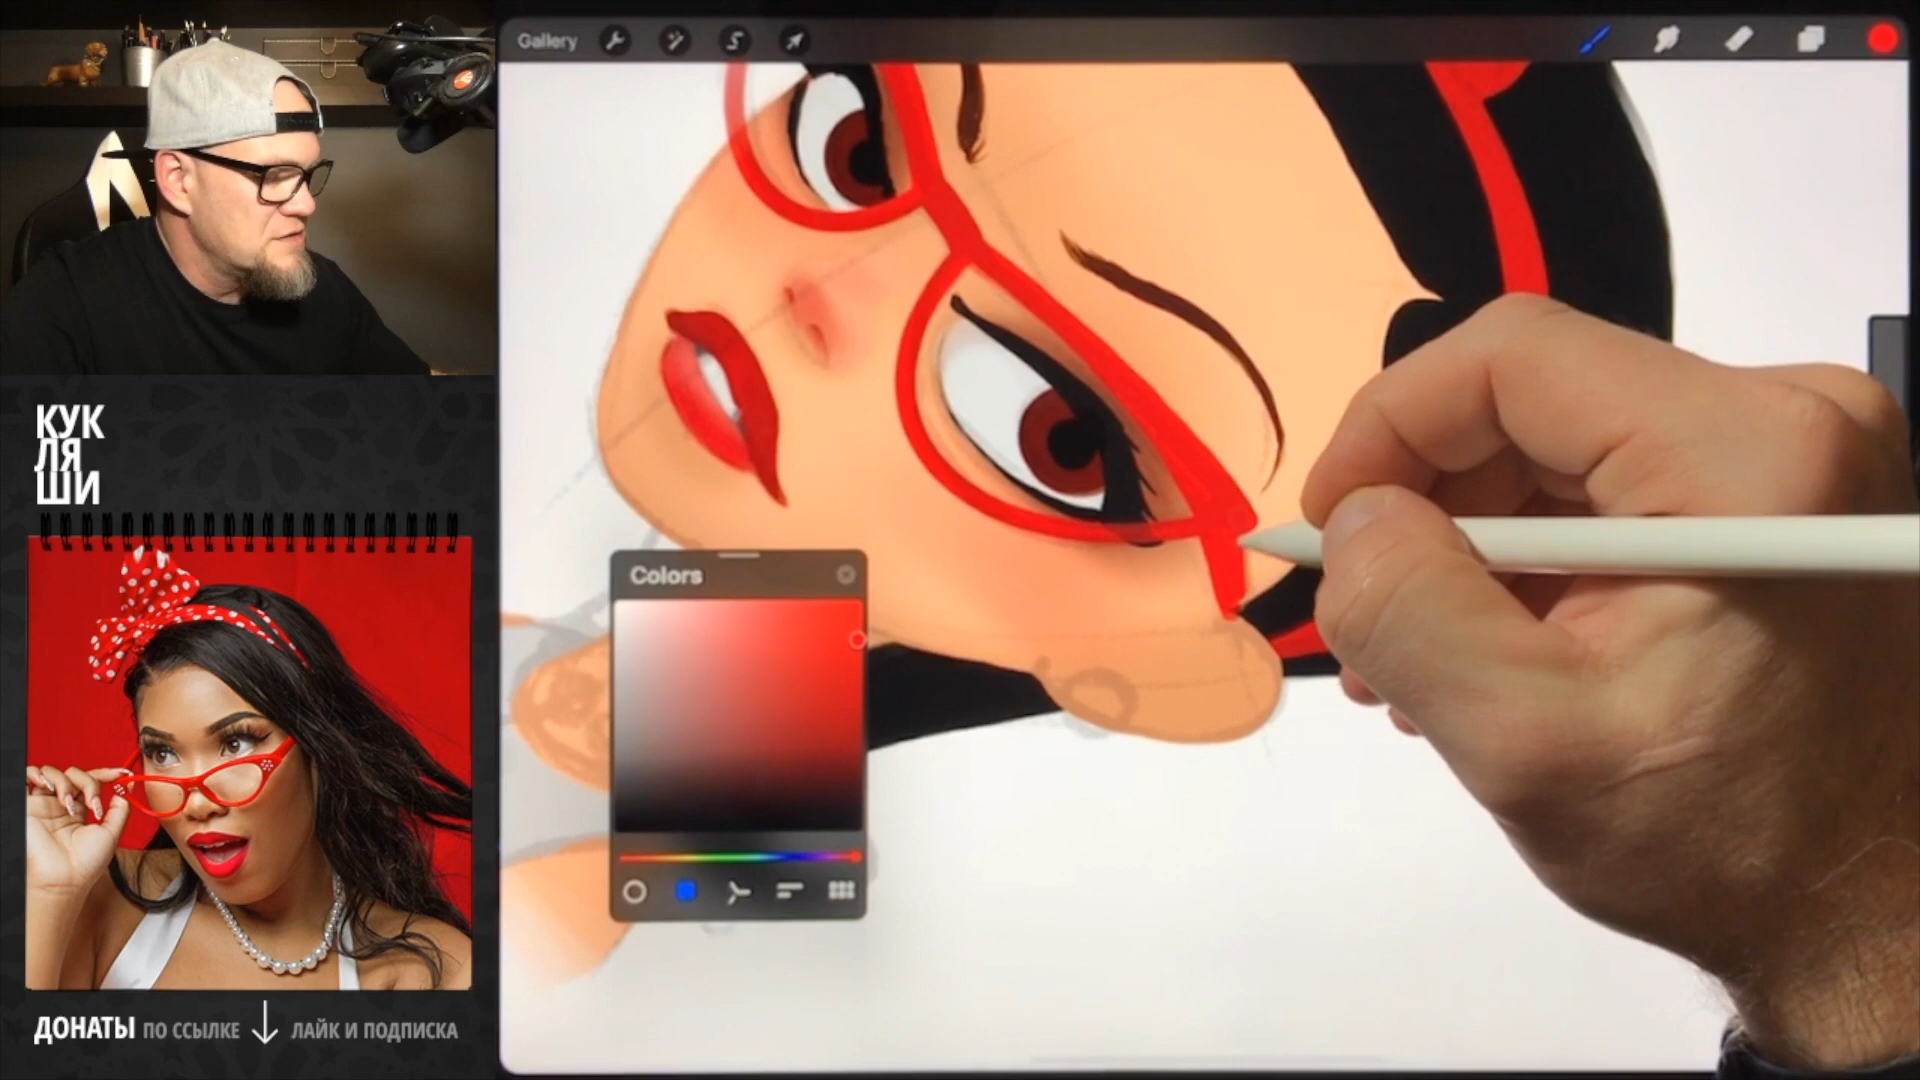 Gallery
КУК
ЛЯ
ШИ
Colors
ДОНАТЫ ПО ССЫЛКЕ ЛАЙК И ПОДПИСКА